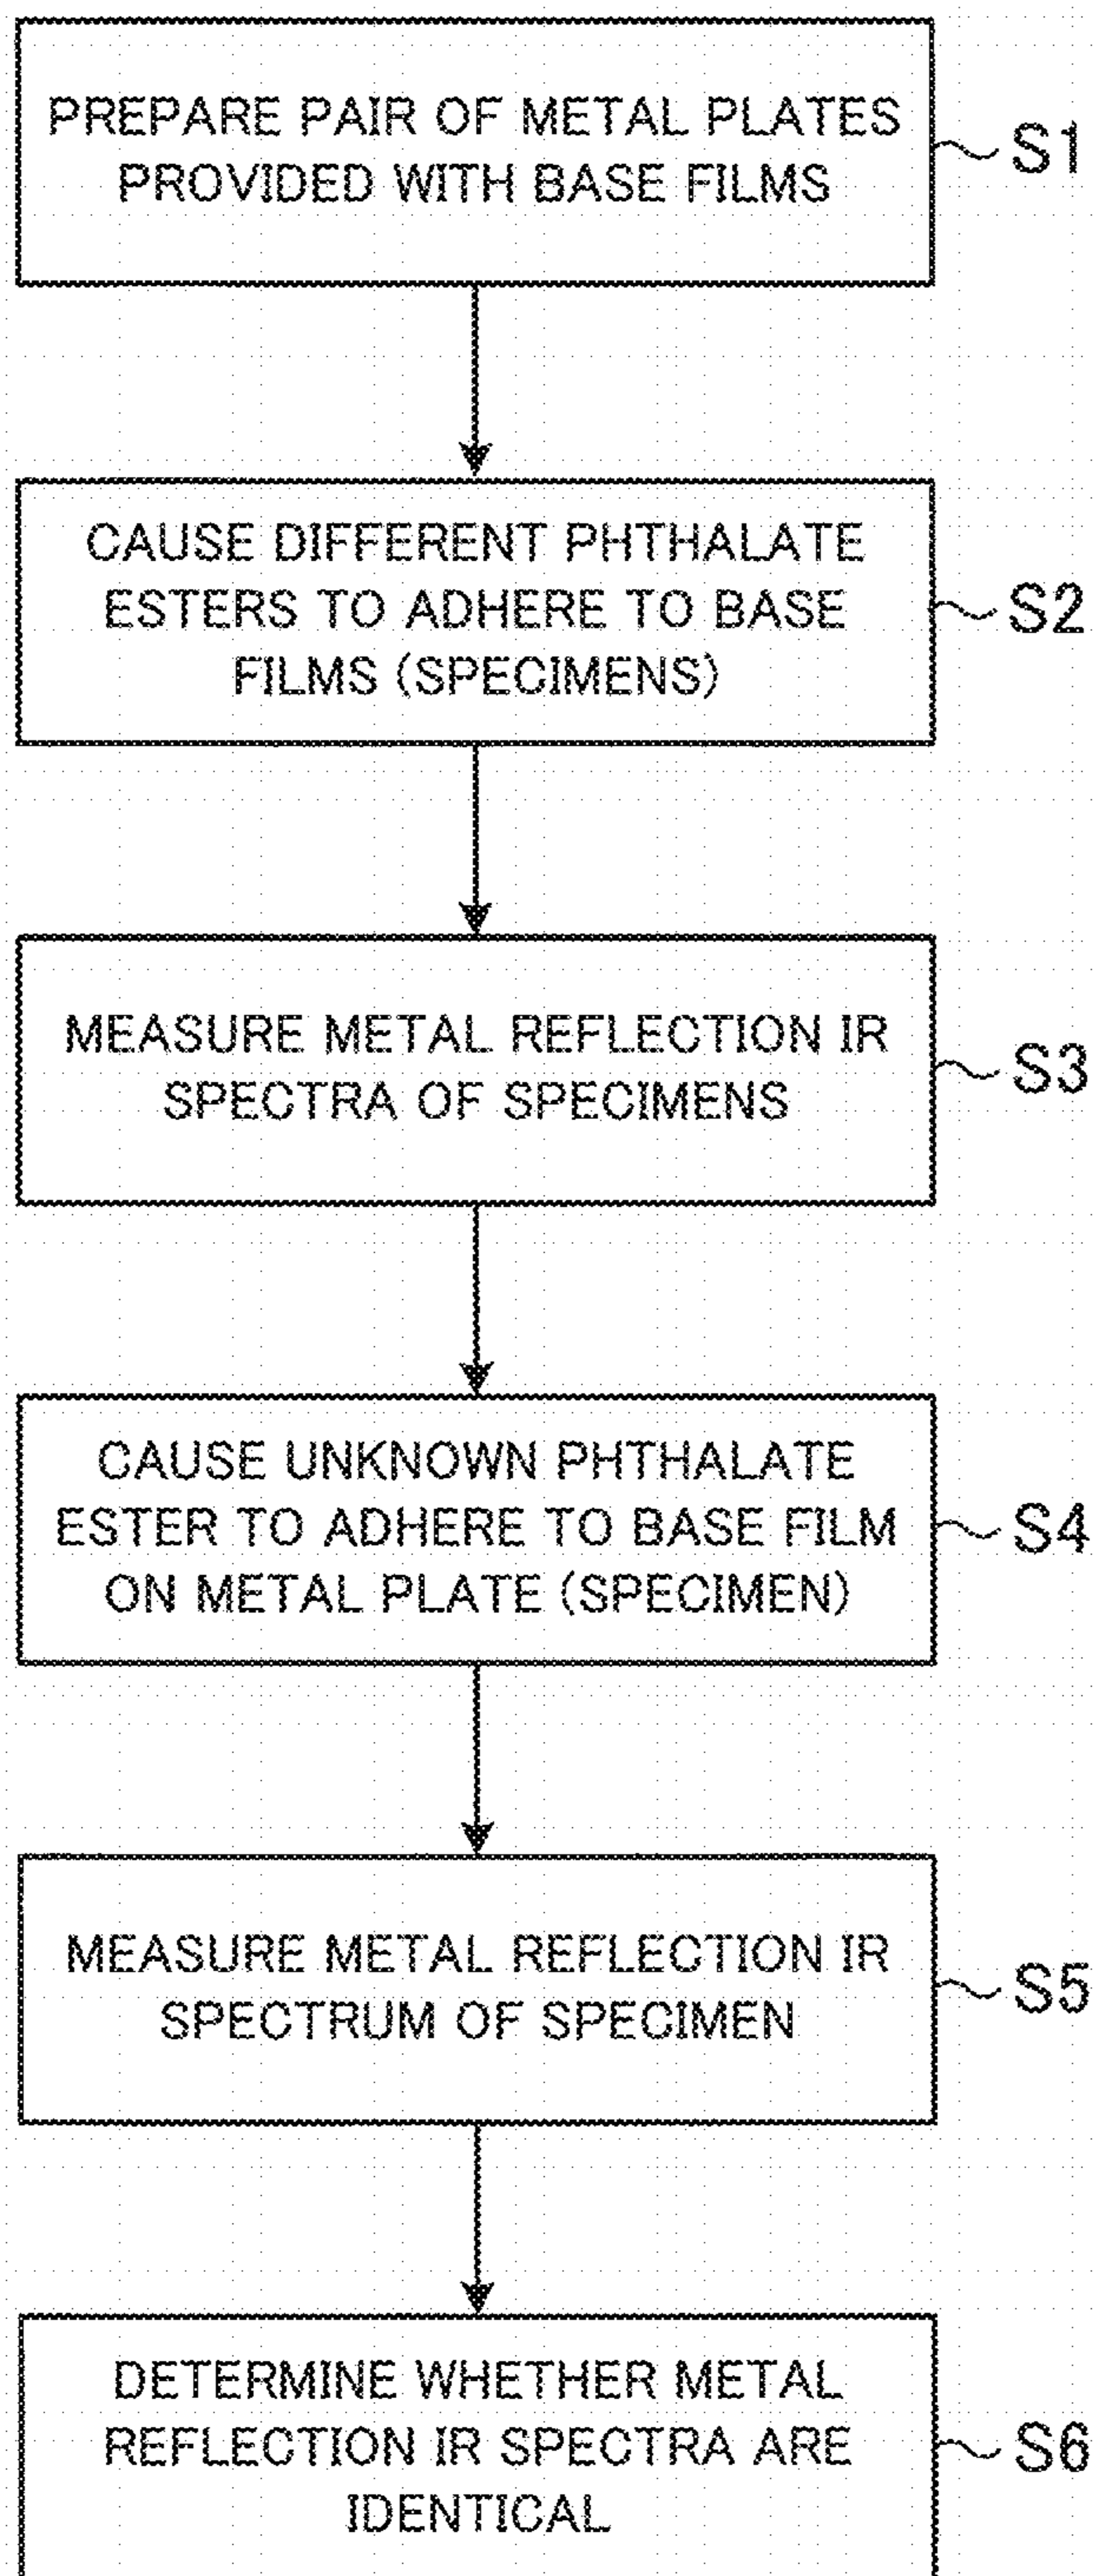 PREPARE PAIR OF METAL PLATES
PROVIDED WITH BASE FILMS
S1
CAUSE DIFFERENT PHTHALATE
ESTERS TO ADHERE TO BASE
FILMS (SPECIMENS)
S2
MEASURE METAL REFLECTION IR
SPECTRA OF SPECIMENS
S3
CAUSE UNKNOWN PHTHALATE
ESTER TO ADHERE TO BASE FILM
ON METAL PLATE (SPECIMEN)
S4
MEASURE METAL REFLECTION IR
SPECTRUM OF SPECIMEN
S5
DETERMINE WHETHER METAL
REFLECTION IR SPECTRA ARE
IDENTICAL
S6